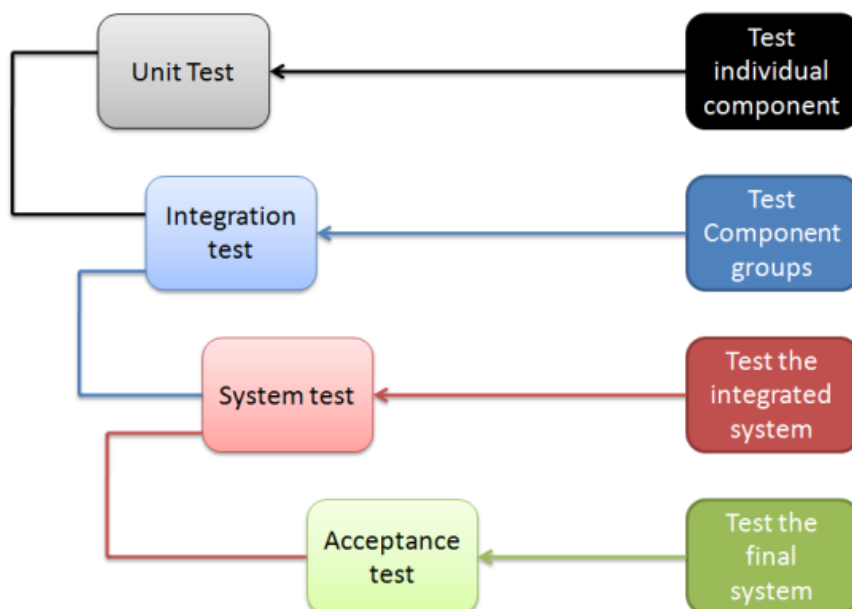 Unit Test
Test
individual
component
Integration
test
Test
Component
groups
System test
Test the
integrated
system
Acceptance
test
Test the
final
system